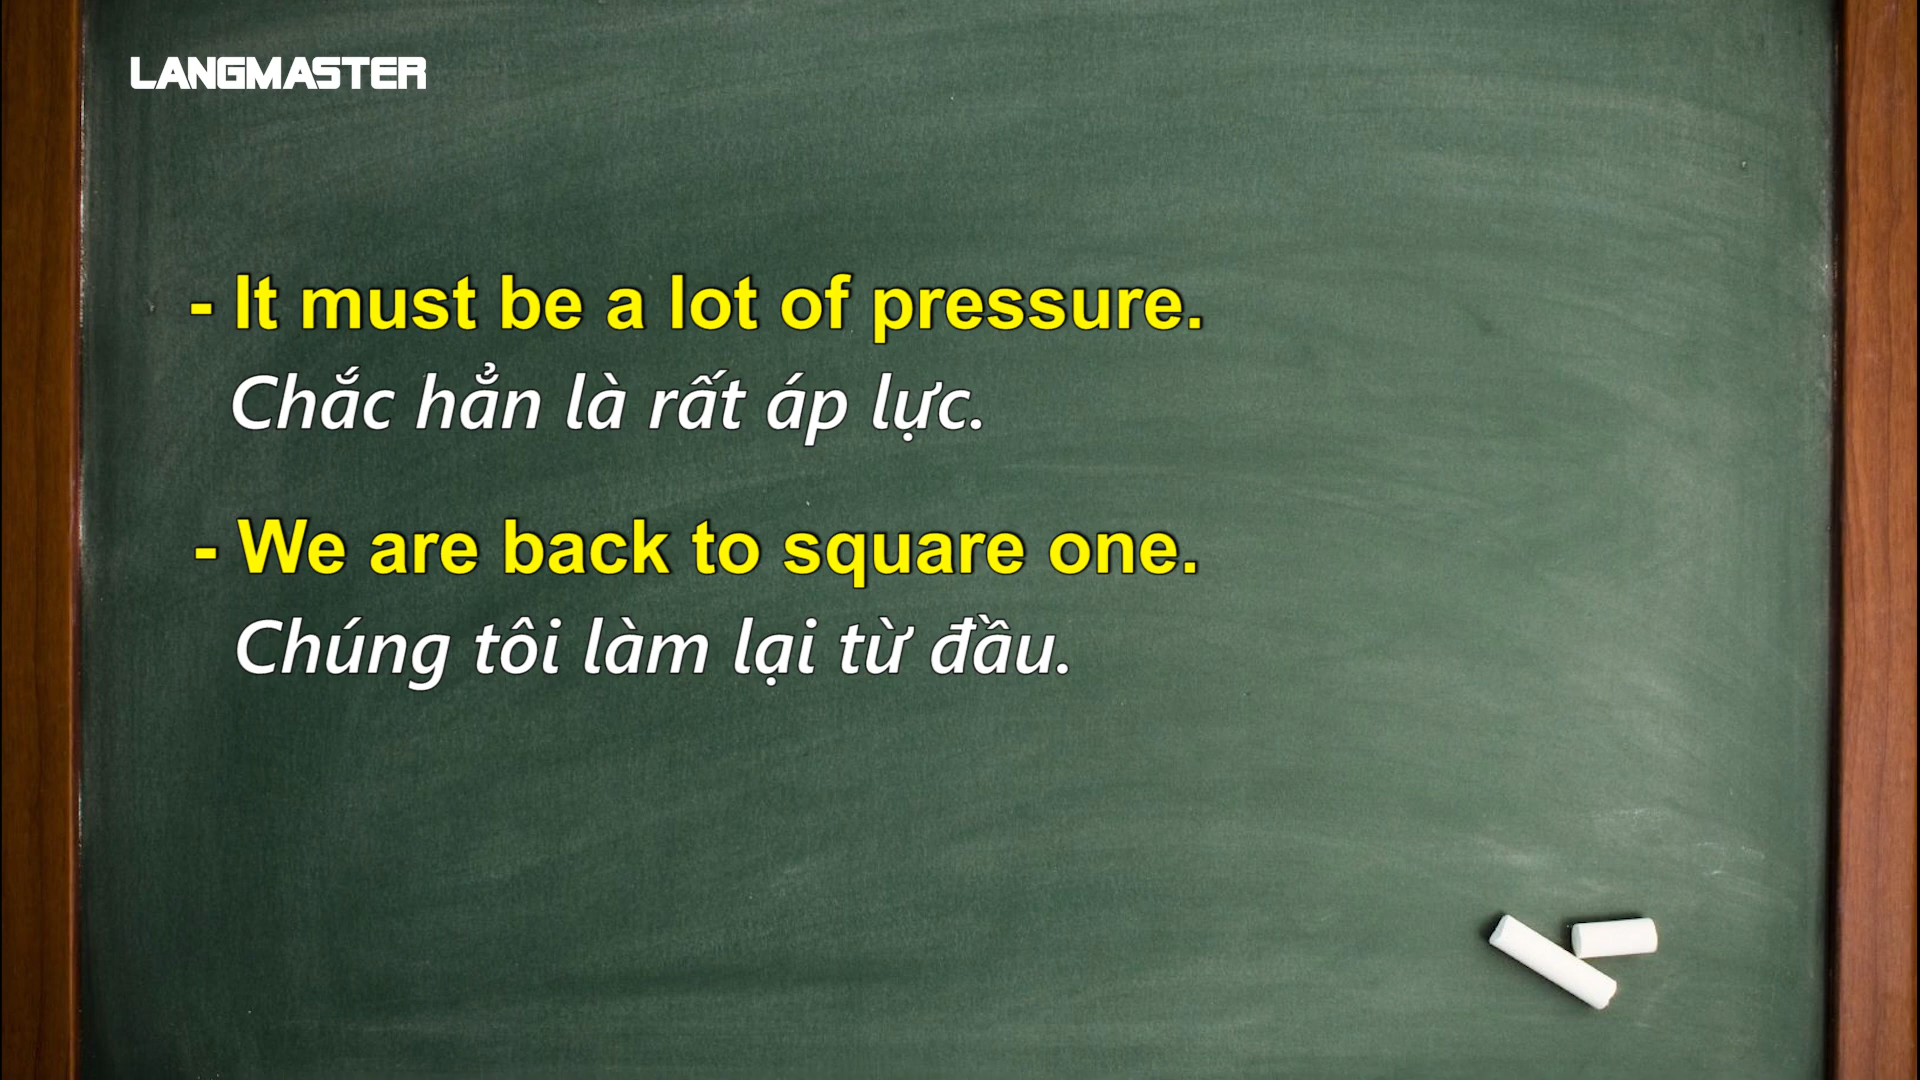 LANGMASTER
- It must be a lot of pressure.
Chắc hẳn là rất áp lực.
- We are back to square one.
Chúng tôi làm lại từ đầu.